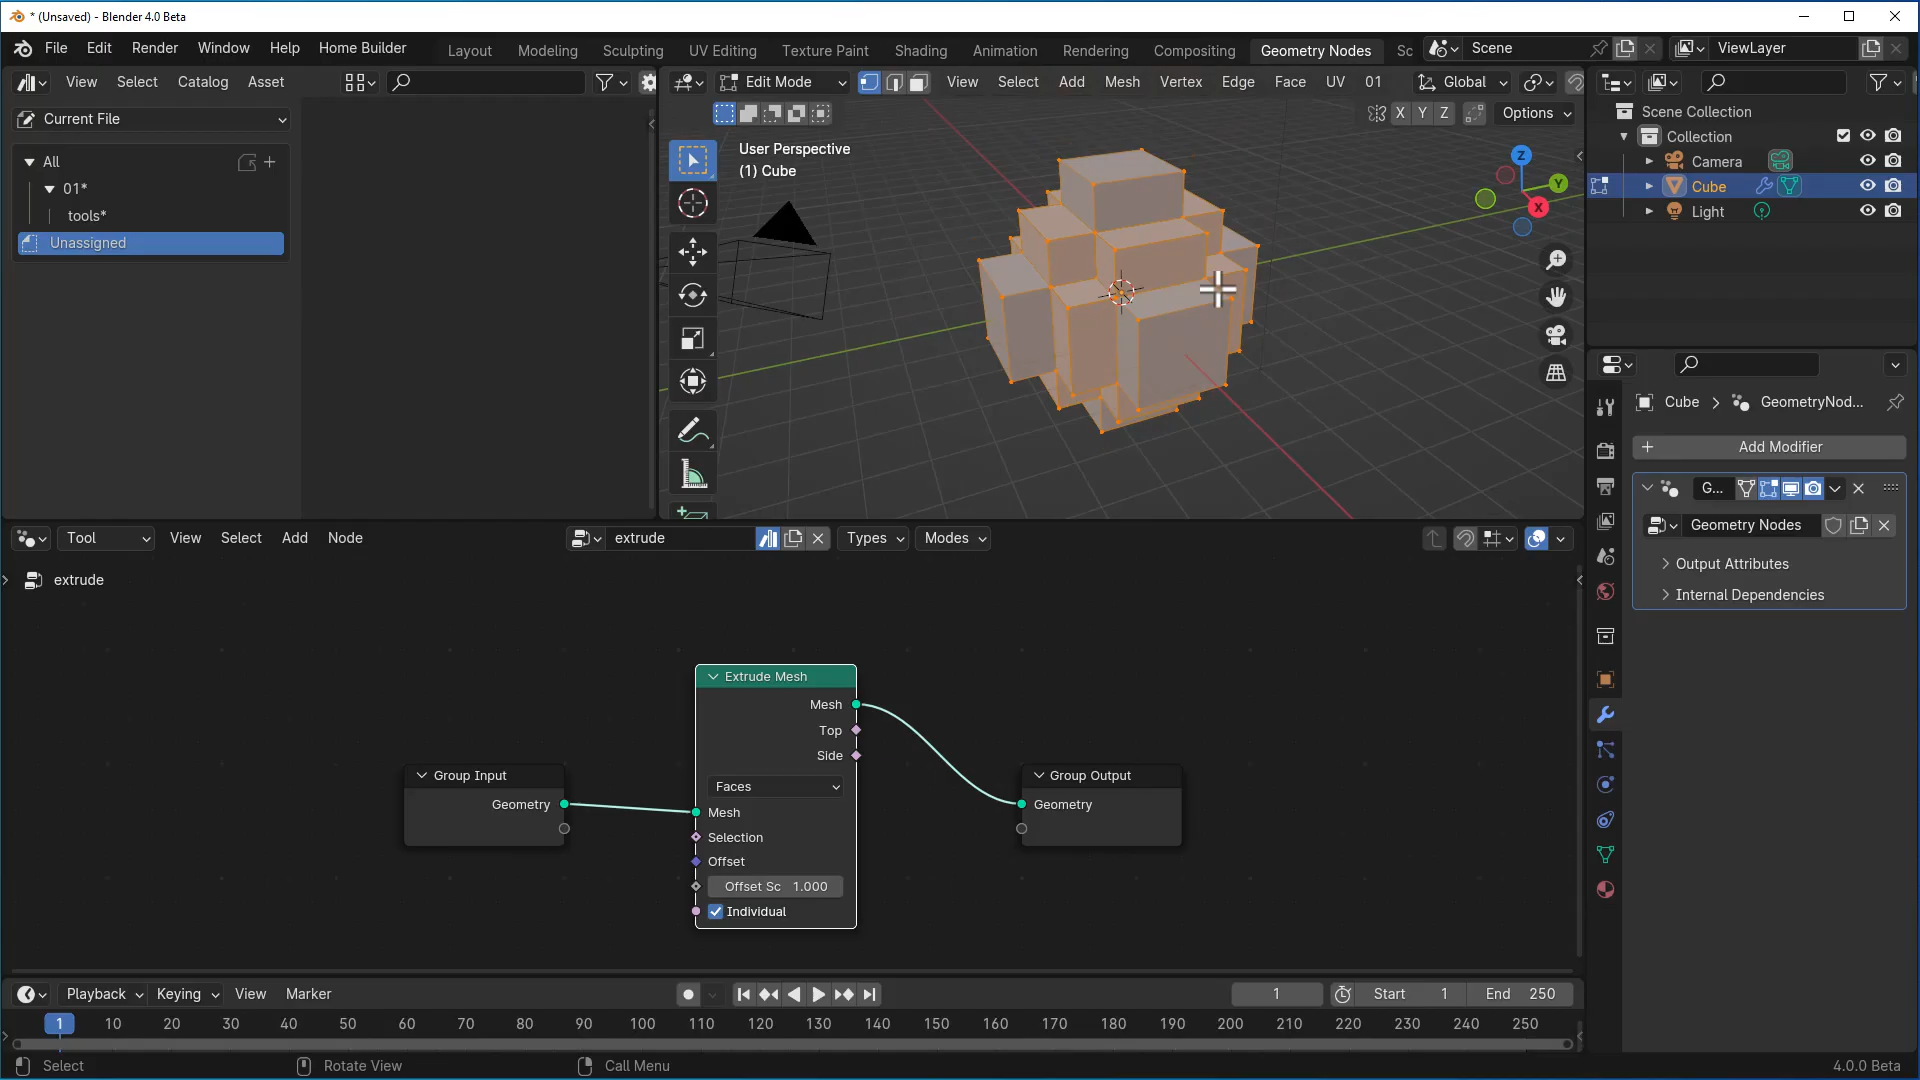 * (Unsaved) - Blender 4.0 Beta
File Edit Render Window Help Home Builder Layout Modeling Sculpting UV Editing Texture Paint Shading Animation Rendering Compositing Geometry Nodes Sc Scene ViewLayer
View Select Catalog Asset
Edit Mode View Select Add Mesh Vertex Edge Face UV 01 Global
Current File
All
01*
tools*
Unassigned
X Y Z Options
User Perspective
(1) Cube
Z
Y
X
Scene Collection
Collection
Camera
Cube
Light
Cube > GeometryNod...
+ Add Modifier
G...
Geometry Nodes
Output Attributes
Internal Dependencies
Tool View Select Add Node extrude Types Modes
extrude
Extrude Mesh
Mesh
Top
Side
Faces
Mesh
Selection
Offset
Offset Sc 1.000
Individual
Group Input
Geometry
Group Output
Geometry
Playback Keying View Marker 1 Start 1 End 250
1 10 20 30 40 50 60 70 80 90 100 110 120 130 140 150 160 170 180 190 200 210 220 230 240 250
Select Rotate View Call Menu 4.0.0 Beta